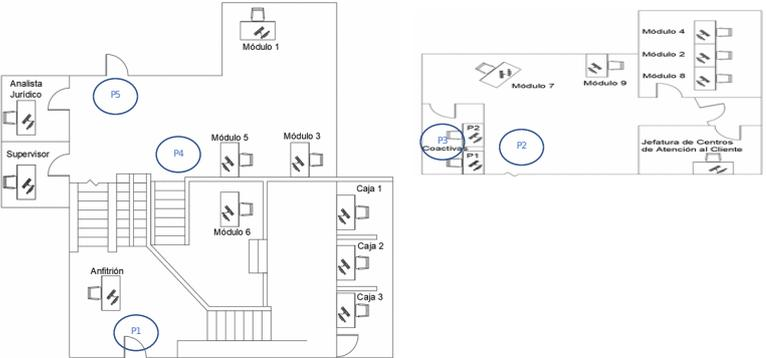 Módulo 1
Analista
Jurídico
P5
Supervisor
P4
Módulo 5
Módulo 3
Módulo 6
Caja 1
Caja 2
Caja 3
Anfitrión
P1
Módulo 4
Módulo 2
Módulo 8
Módulo 7
Módulo 9
P2
P3
Coactivas
P1
P2
Jefatura de Centros
de Atención al Cliente